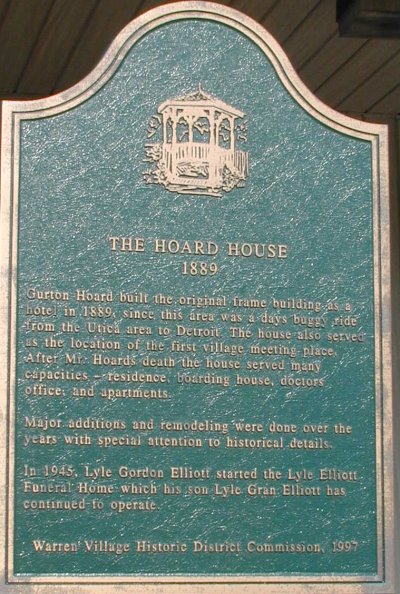 THE HOARD HOUSE
1889
Gurton Hoard built the original frame building as a
hotel in 1889, since this area was a days buggy ride
from the Utica area to Detroit. The house also served
as the location of the first village meeting place.
After Mr. Hoards death the house served many
capacities - residence, boarding house, doctors
office, and apartments.
Major additions and remodeling were done over the
years with special attention to historical details.
In 1945, Lyle Gordon Elliott started the Lyle Elliott
Funeral Home which his son Lyle Gran Elliott has
continued to operate.
Warren Village Historic District Commission, 1997